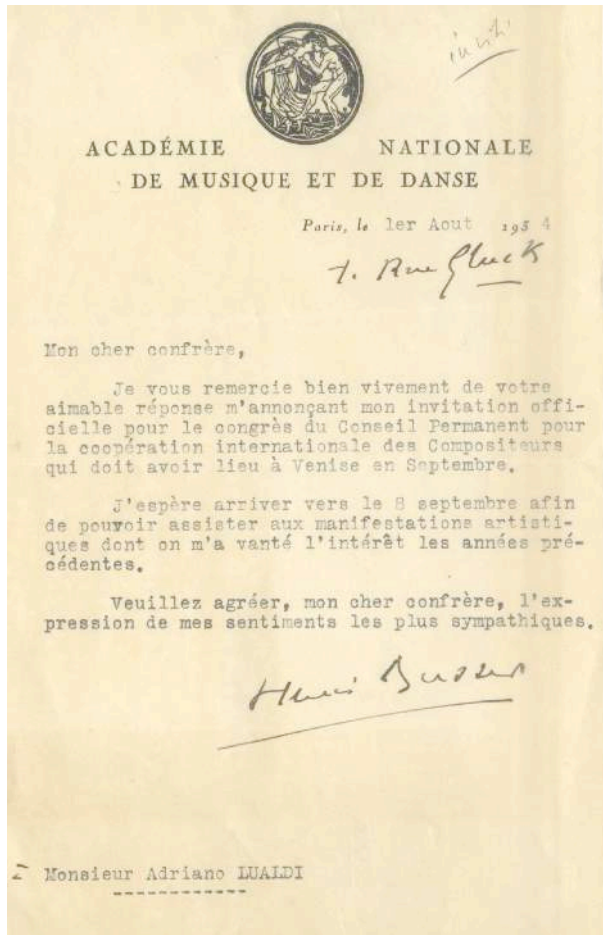 invité
ACADÉMIE NATIONALE
DE MUSIQUE ET DE DANSE
Paris, le 1er Aout 1934
Rue Gluck
Mon cher confrère,
Je vous remercie bien vivement de votre
aimable réponse m'annonçant mon invitation offi-
cielle pour le congrès du Conseil Permanent pour
la coopération internationale des Compositeurs
qui doit avoir lieu à Venise en Septembre.
J'espère arriver vers le 8 septembre afin
de pouvoir assister aux manifestations artisti-
ques dont on m'a vanté l'intérêt les années pré-
cédentes.
Veuillez agréer, mon cher confrère, l'ex-
pression de mes sentiments les plus sympathiques.
Henri Busser
Monsieur Adriano LUALDI